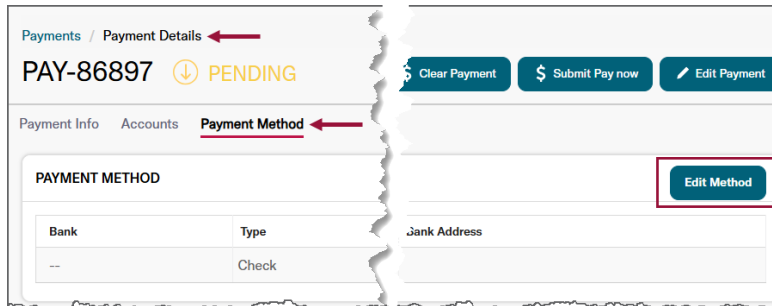 Payments / Payment Details
PAY-86897 PENDING
$ Clear Payment $ Submit Pay now Edit Payment
Payment Info Accounts Payment Method
PAYMENT METHOD
Edit Method
Bank Type Bank Address
-- Check